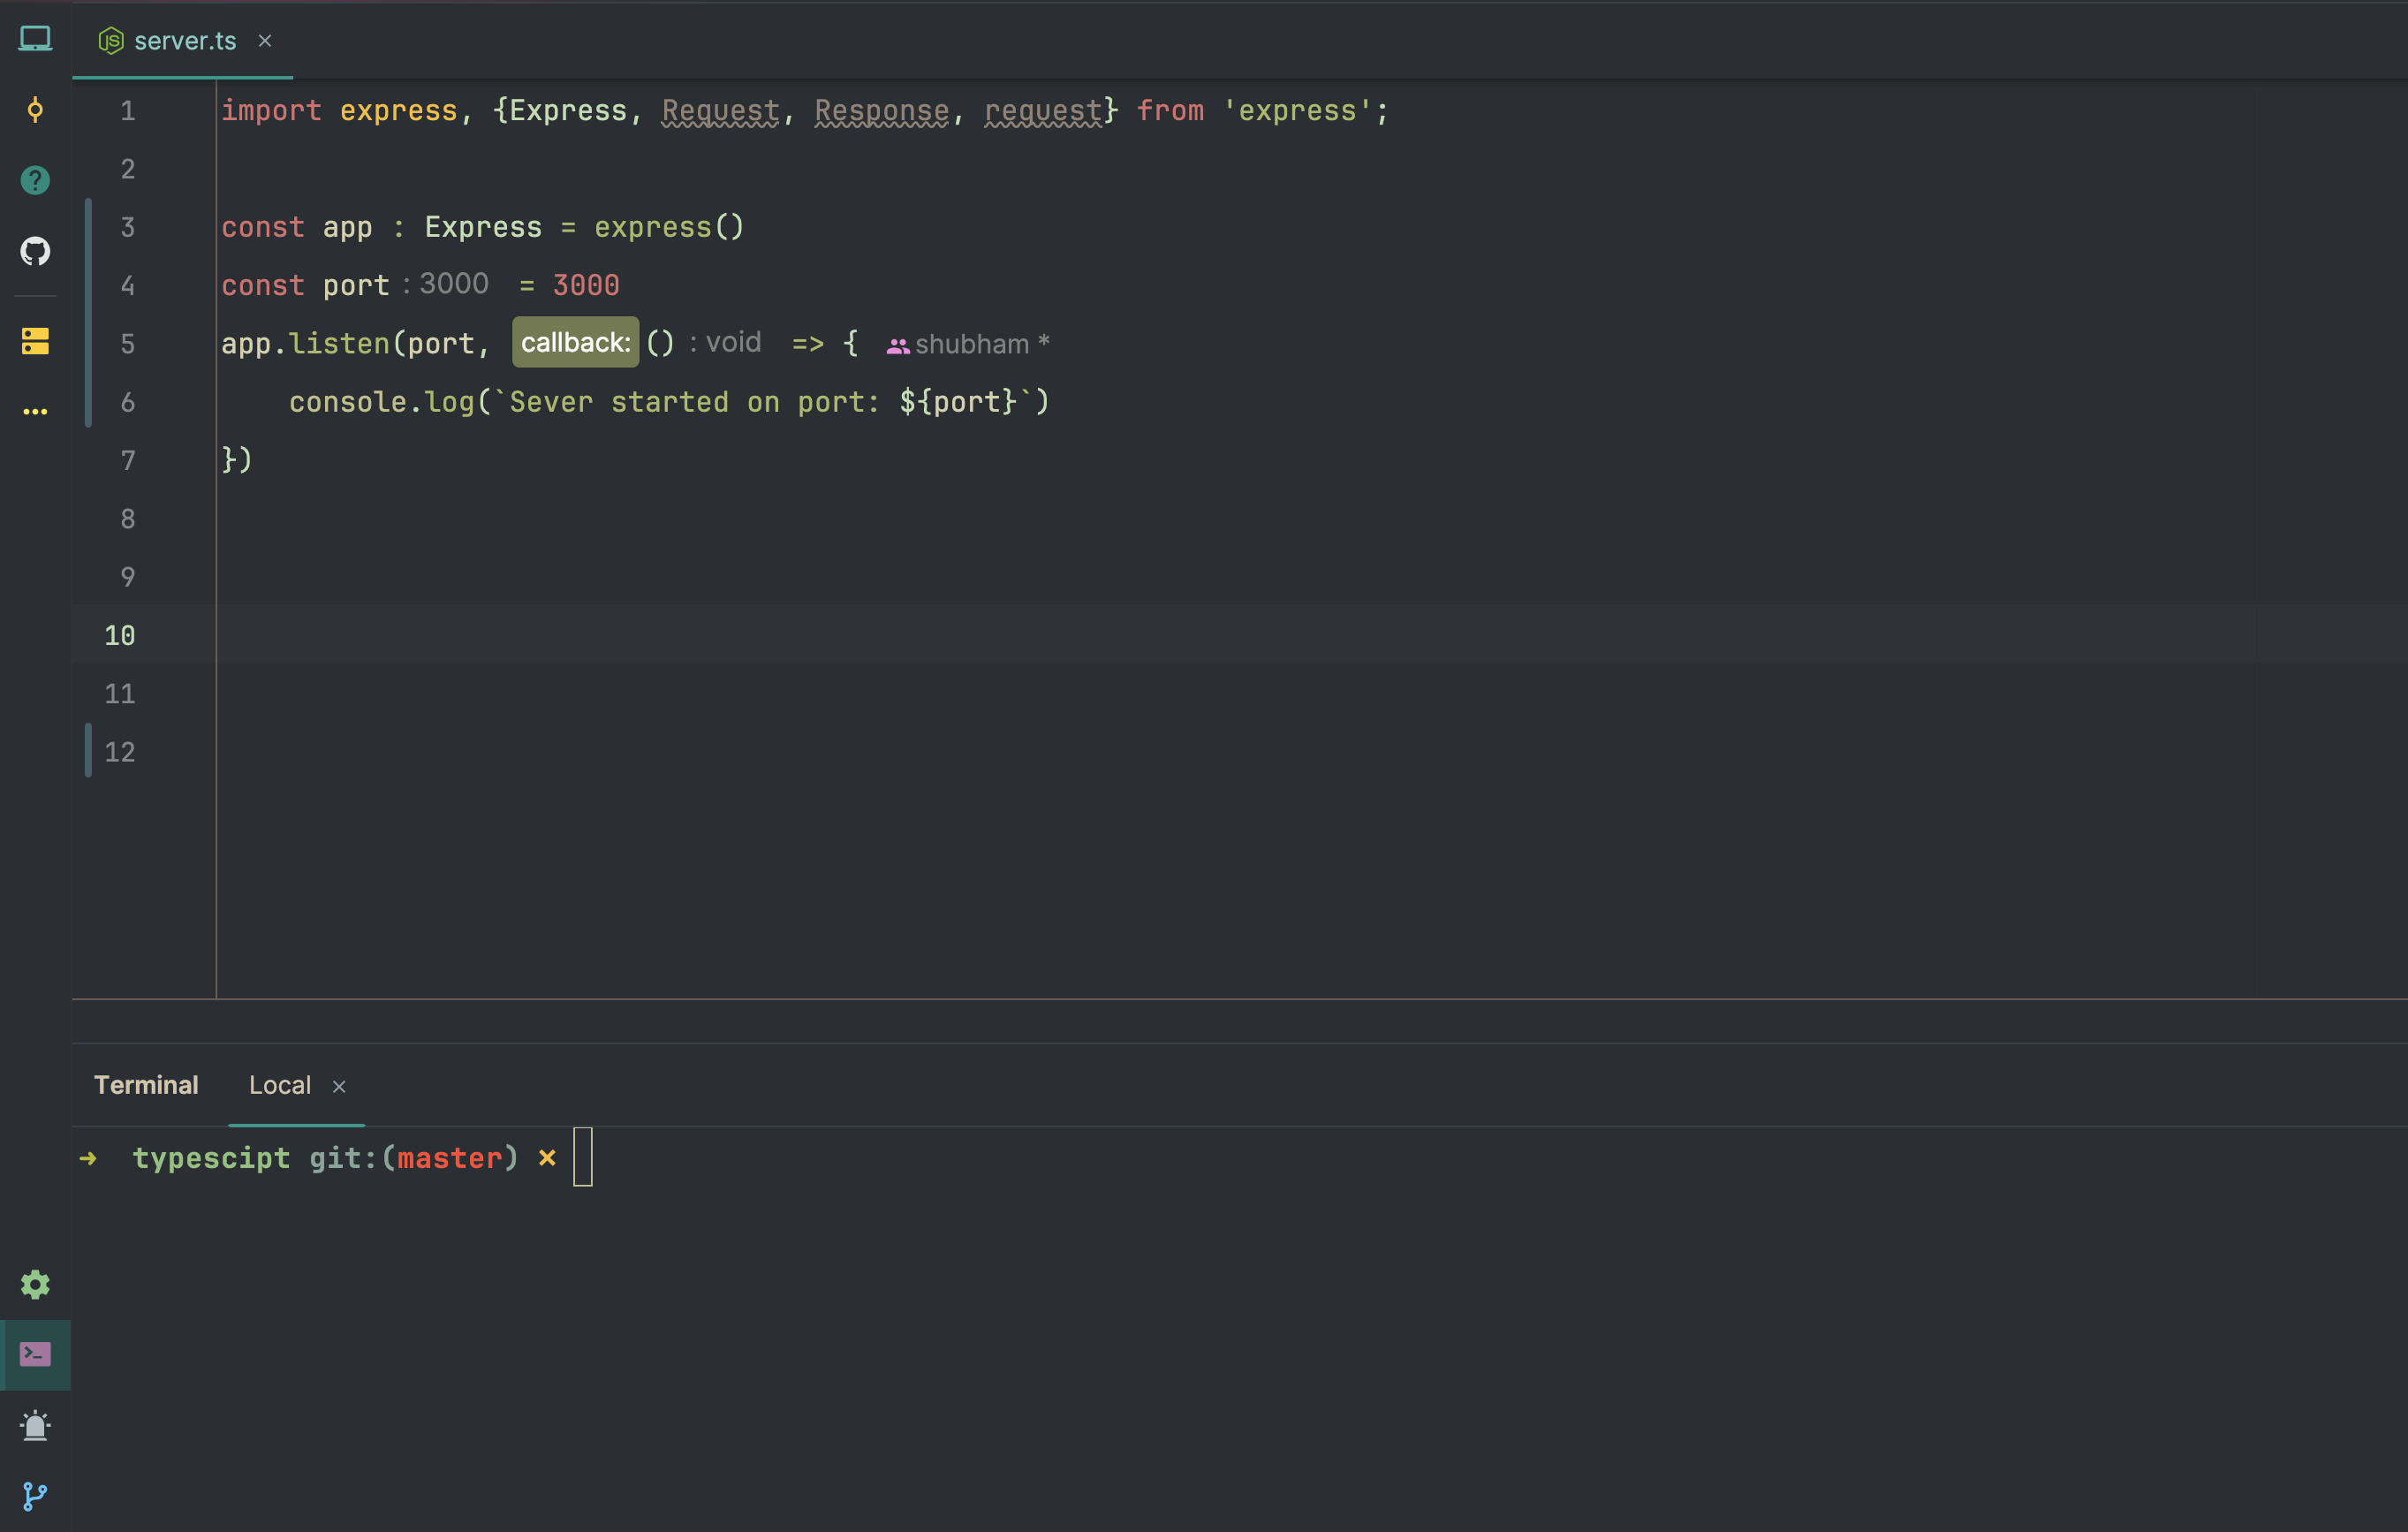 server.ts ×
1 import express, {Express, Request, Response, request} from 'express';
2
3 const app : Express = express()
4 const port : 3000 = 3000
5 app.listen(port, callback: () : void => { shubham *
6 console.log(`Sever started on port: ${port}`)
7 })
8
9
10
11
12
Terminal Local ×
➜ typescipt git:(master) ×